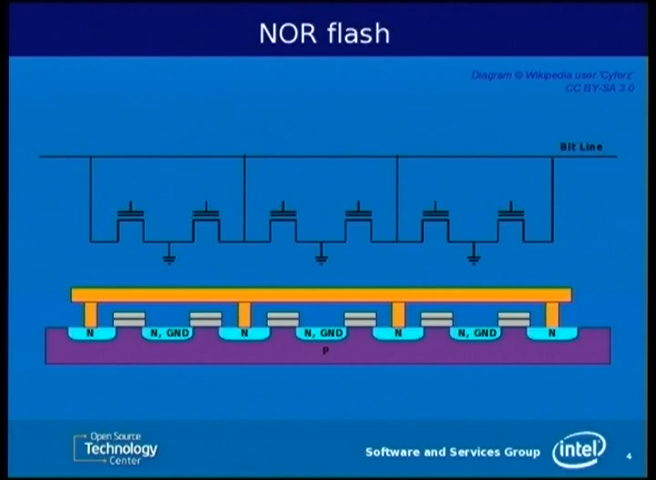 NOR flash
Diagram © Wikipedia user 'Cyferz'
CC BY-SA 3.0
Bit Line
N
N, GND
N
N, GND
N
N, GND
N
P
Open Source
Technology
Center
Software and Services Group
intel
4